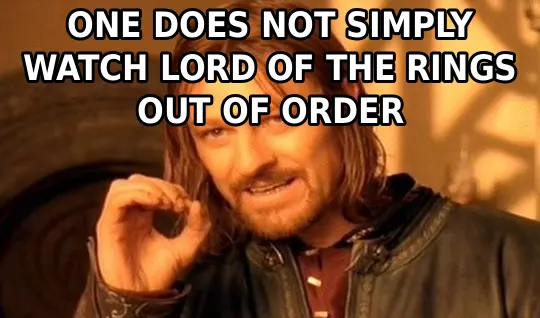 ONE DOES NOT SIMPLY
WATCH LORD OF THE RINGS
OUT OF ORDER